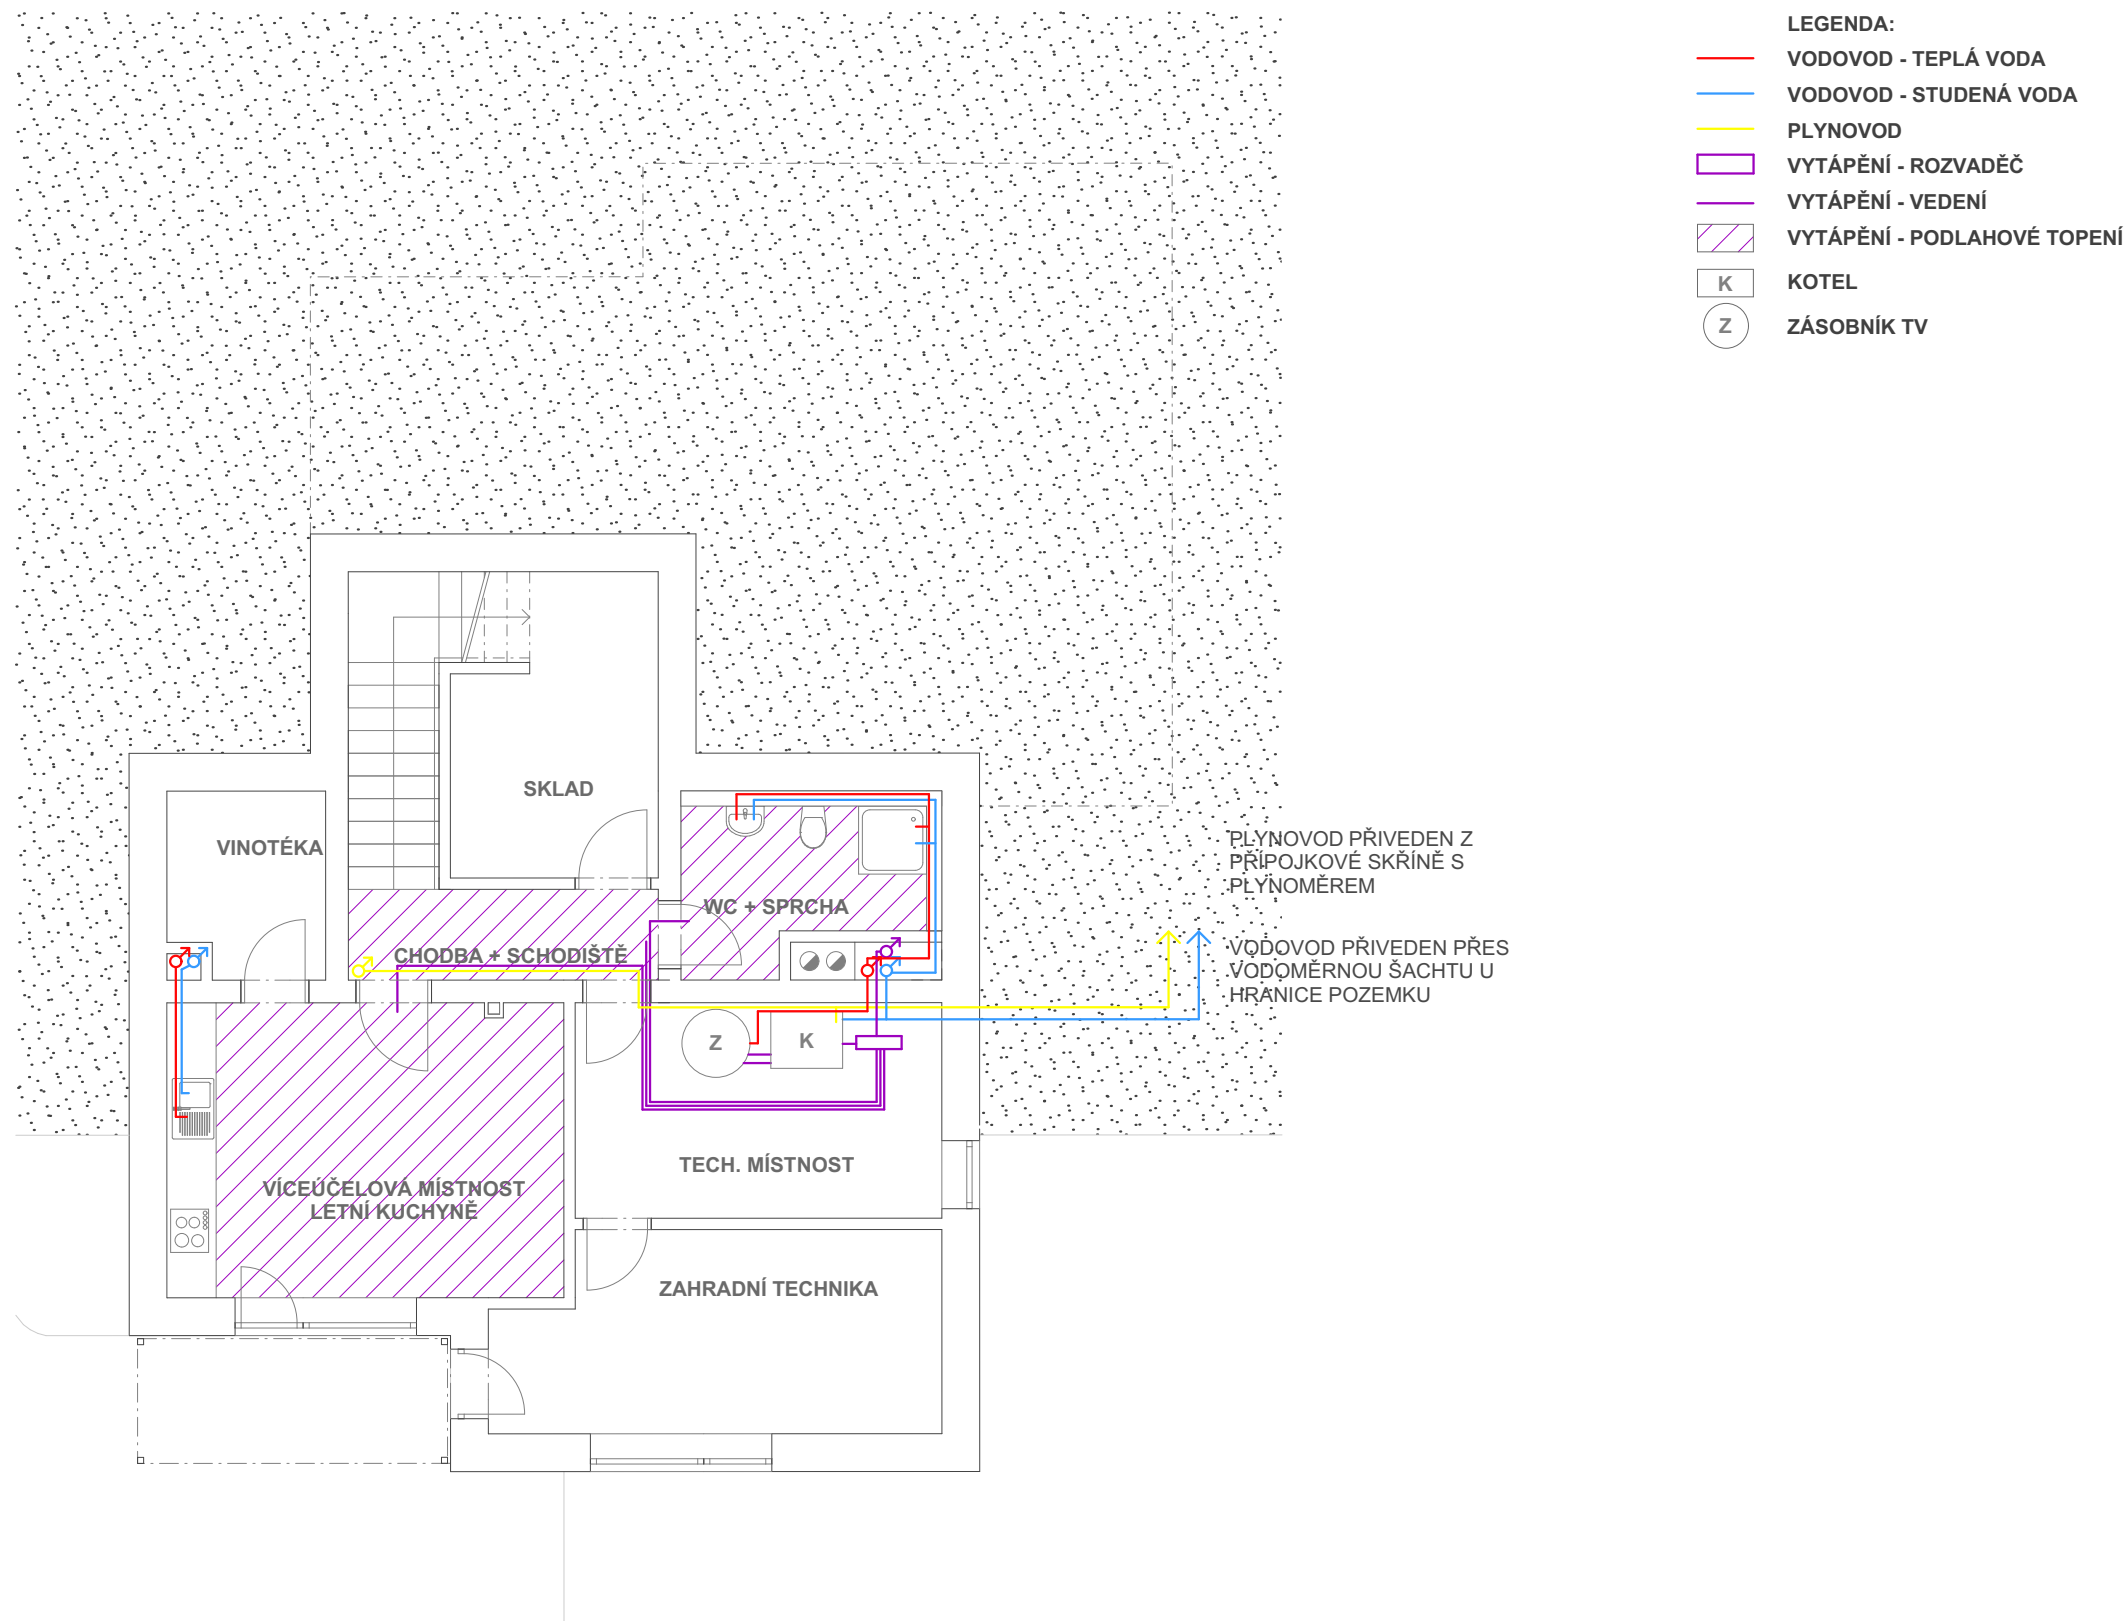 LEGENDA:
VODOVOD - TEPLÁ VODA
VODOVOD - STUDENÁ VODA
PLYNOVOD
VYTÁPĚNÍ - ROZVADĚČ
VYTÁPĚNÍ - VEDENÍ
VYTÁPĚNÍ - PODLAHOVÉ TOPENÍ
K
KOTEL
Z
ZÁSOBNÍK TV
SKLAD
VINOTÉKA
PLYNOVOD PŘIVEDEN Z
PŘÍPOJKOVÉ SKŘÍNĚ S
PLYNOMĚREM
WC + SPRCHA
CHODBA + SCHODIŠTĚ
VODOVOD PŘIVEDEN PŘES
VODOMĚRNOU ŠACHTU U
HRANICE POZEMKU
Z
K
TECH. MÍSTNOST
VÍCEÚČELOVÁ MÍSTNOST
LETNÍ KUCHYNĚ
ZAHRADNÍ TECHNIKA